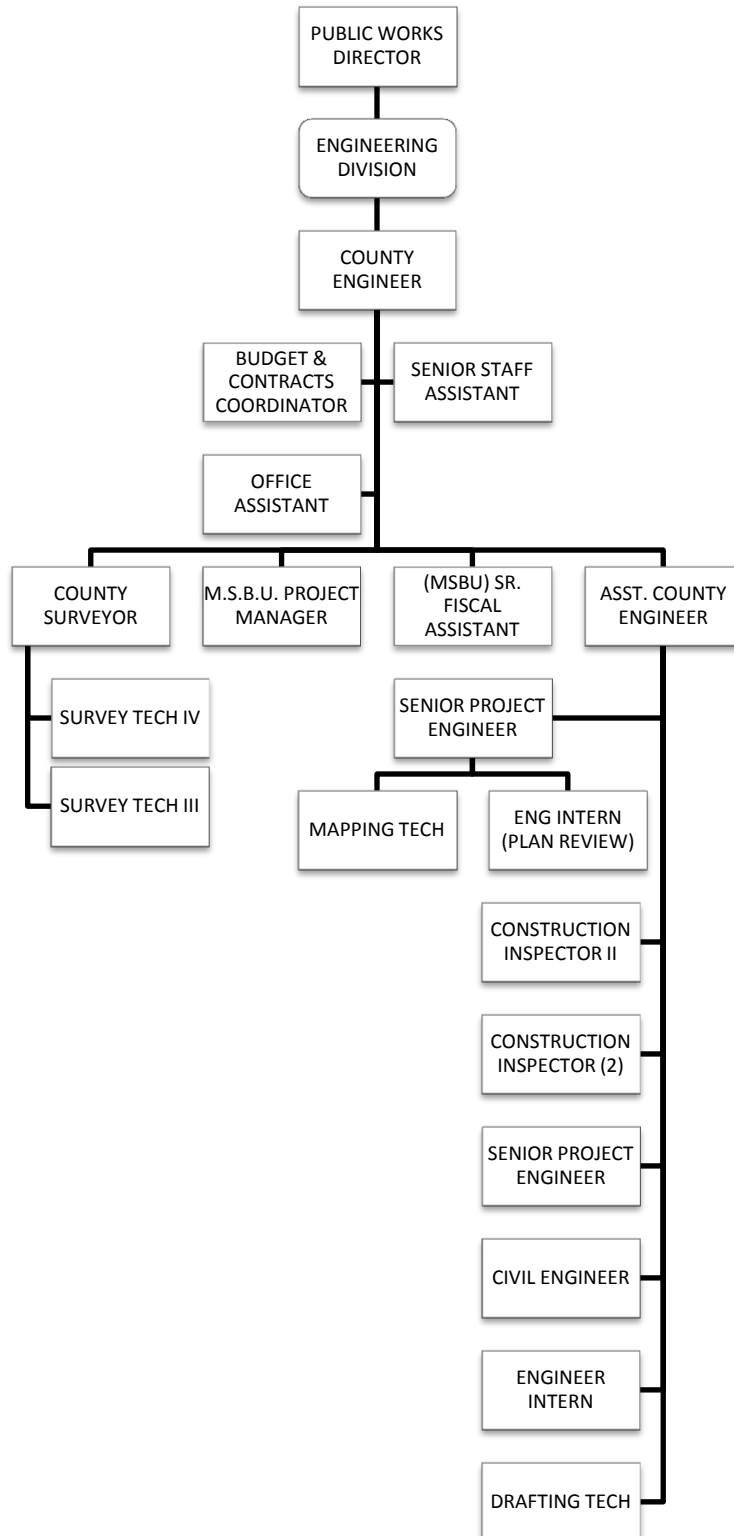 PUBLIC WORKS
DIRECTOR
ENGINEERING
DIVISION
COUNTY
ENGINEER
BUDGET &
CONTRACTS
COORDINATOR
SENIOR STAFF
ASSISTANT
OFFICE
ASSISTANT
COUNTY
SURVEYOR
M.S.B.U. PROJECT
MANAGER
(MSBU) SR.
FISCAL
ASSISTANT
ASST. COUNTY
ENGINEER
SURVEY TECH IV
SURVEY TECH III
SENIOR PROJECT
ENGINEER
MAPPING TECH
ENG INTERN
(PLAN REVIEW)
CONSTRUCTION
INSPECTOR II
CONSTRUCTION
INSPECTOR (2)
SENIOR PROJECT
ENGINEER
CIVIL ENGINEER
ENGINEER
INTERN
DRAFTING TECH